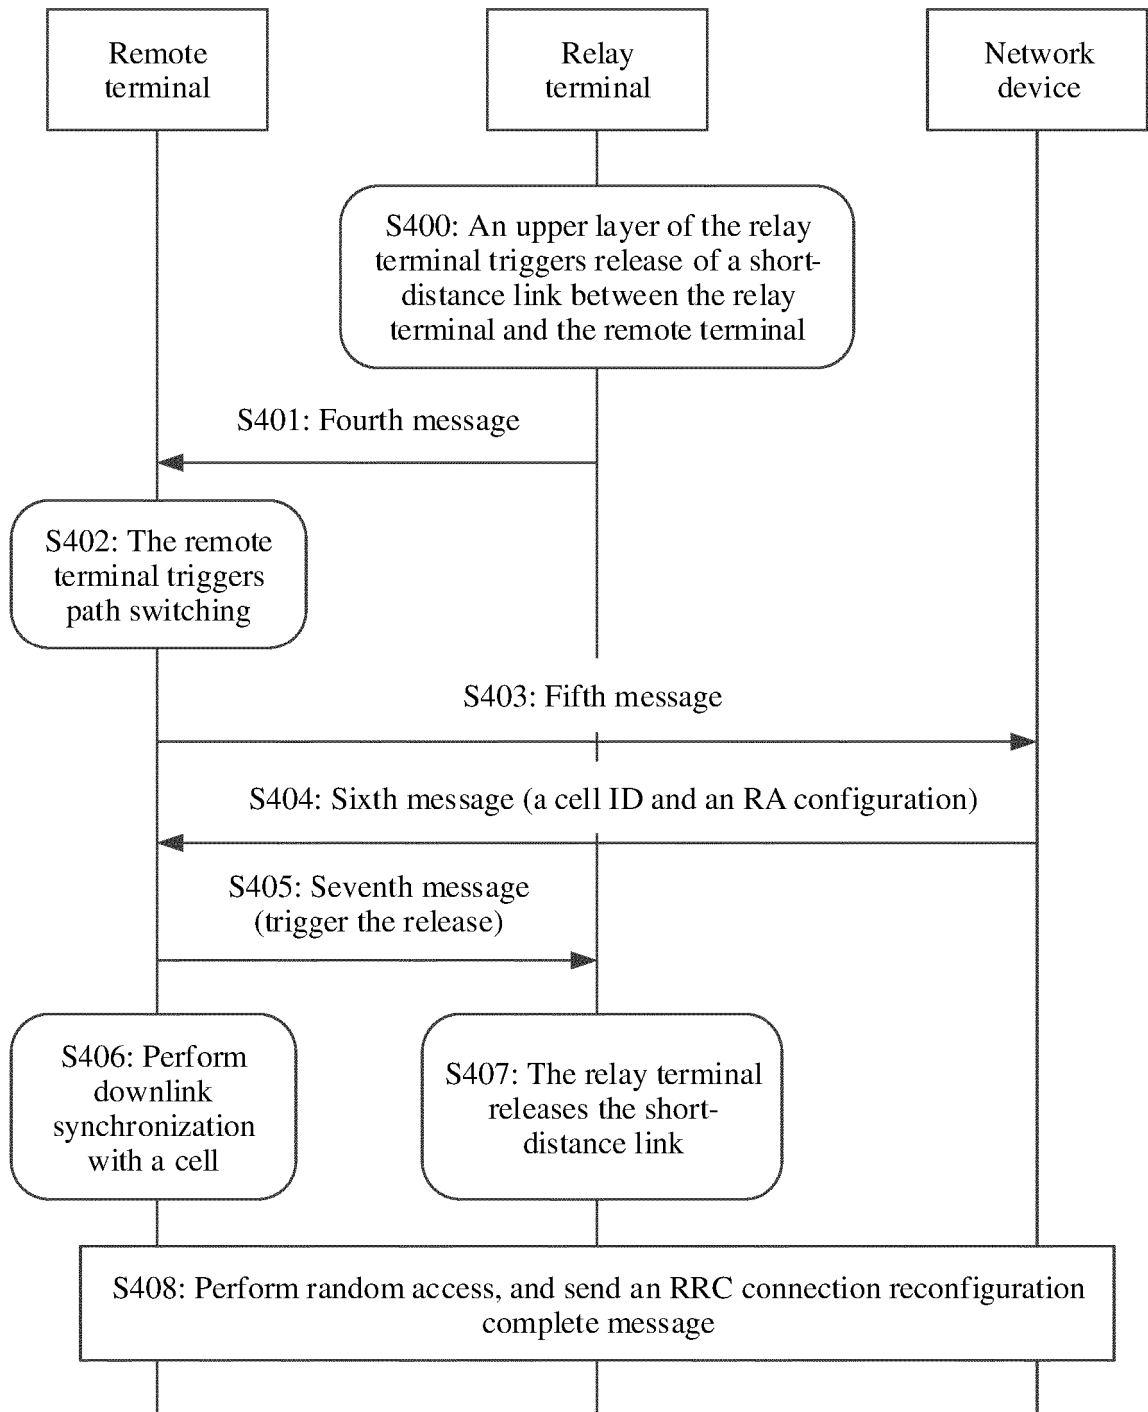 Remote
terminal
Relay
terminal
Network
device
S400: An upper layer of the relay
terminal triggers release of a short-
distance link between the relay
terminal and the remote terminal
S401: Fourth message
S402: The remote
terminal triggers
path switching
S403: Fifth message
S404: Sixth message (a cell ID and an RA configuration)
S405: Seventh message
(trigger the release)
S406: Perform
downlink
synchronization
with a cell
S407: The relay terminal
releases the short-
distance link
S408: Perform random access, and send an RRC connection reconfiguration
complete message